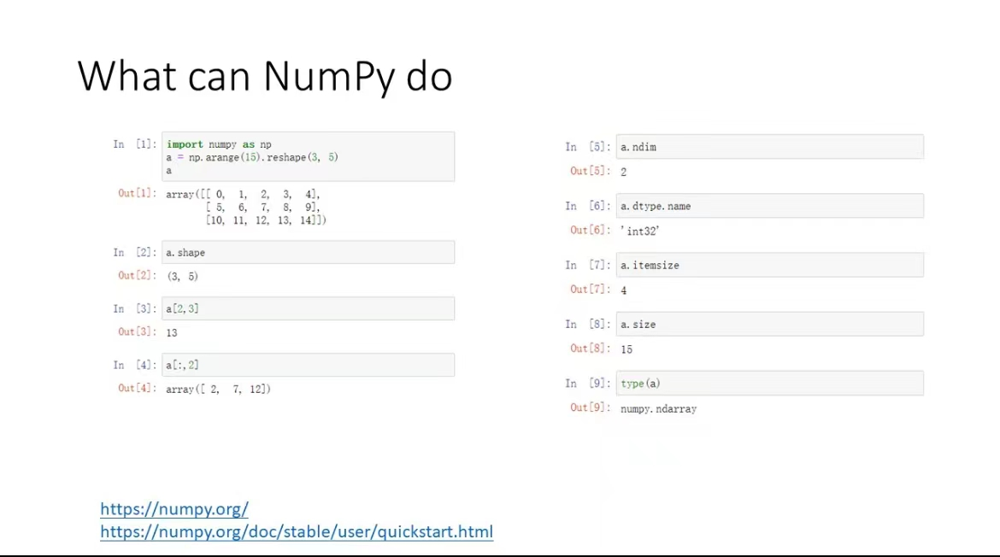 What can NumPy do
In [1]: import numpy as np
a = np.arange(15).reshape(3, 5)
a
Out[1]: array([[ 0, 1, 2, 3, 4],
[ 5, 6, 7, 8, 9],
[10, 11, 12, 13, 14]])
In [2]: a.shape
Out[2]: (3, 5)
In [3]: a[2,3]
Out[3]: 13
In [4]: a[:,2]
Out[4]: array([ 2, 7, 12])
In [5]: a.ndim
Out[5]: 2
In [6]: a.dtype.name
Out[6]: 'int32'
In [7]: a.itemsize
Out[7]: 4
In [8]: a.size
Out[8]: 15
In [9]: type(a)
Out[9]: numpy.ndarray
https://numpy.org/
https://numpy.org/doc/stable/user/quickstart.html